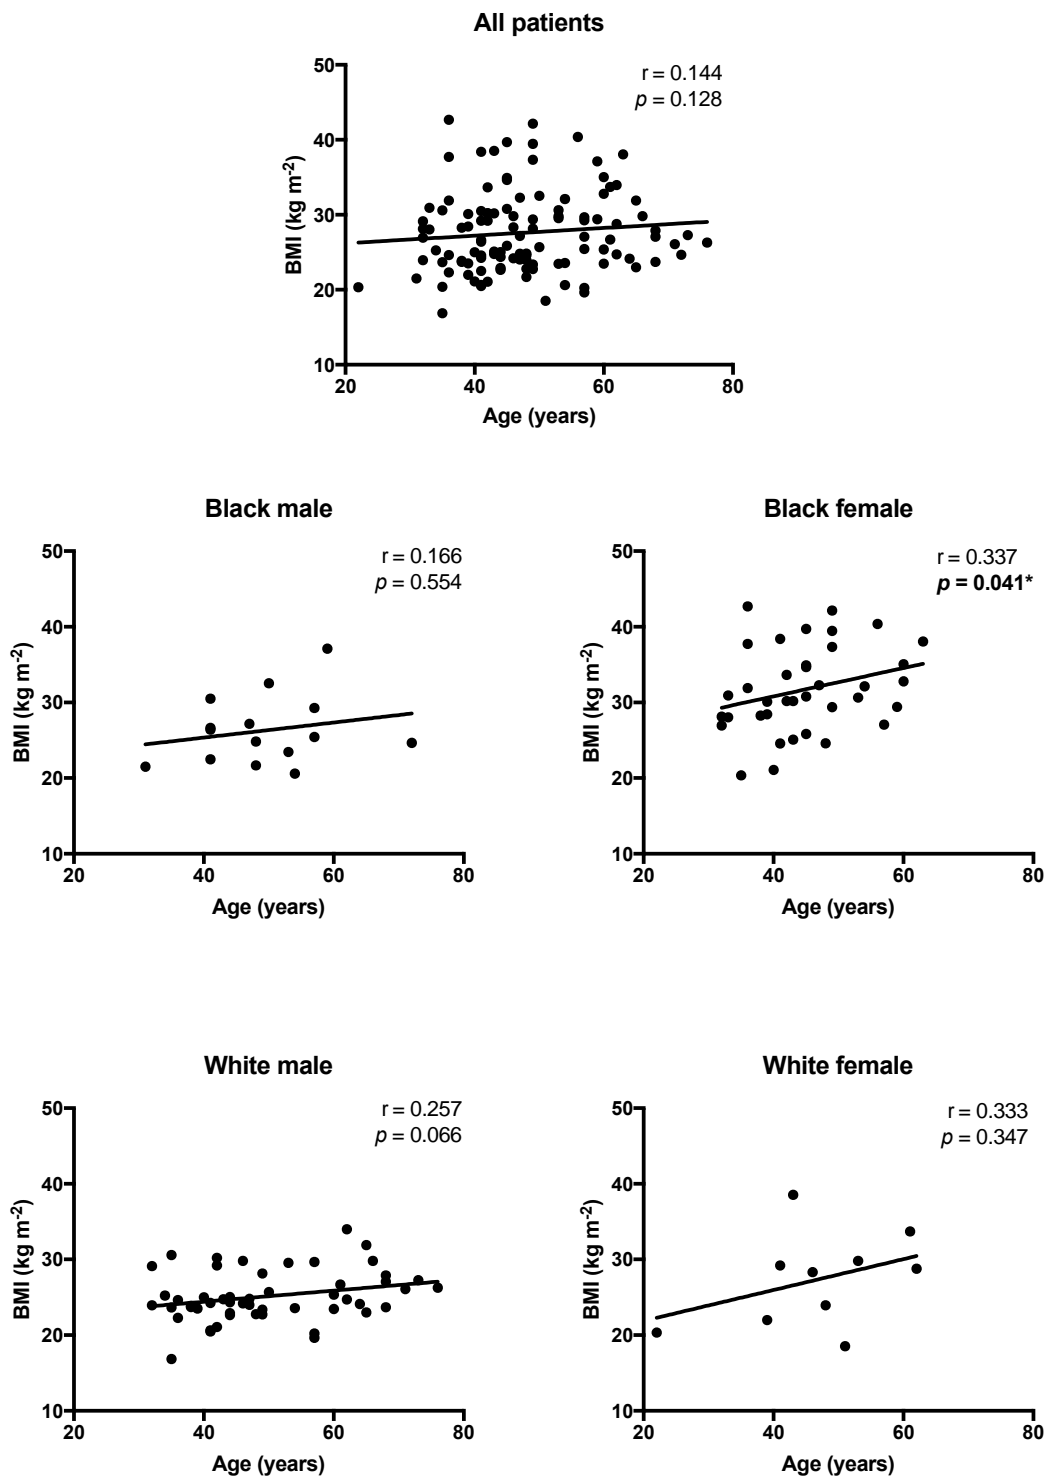 All patients
r = 0.144
p = 0.128
50
40
30
20
10
BMI (kg m-2)
20 40 60 80
Age (years)
Black male
r = 0.166
p = 0.554
50
40
30
20
10
BMI (kg m-2)
20 40 60 80
Age (years)
Black female
r = 0.337
p = 0.041*
50
40
30
20
10
BMI (kg m-2)
20 40 60 80
Age (years)
White male
r = 0.257
p = 0.066
50
40
30
20
10
BMI (kg m-2)
20 40 60 80
Age (years)
White female
r = 0.333
p = 0.347
50
40
30
20
10
BMI (kg m-2)
20 40 60 80
Age (years)